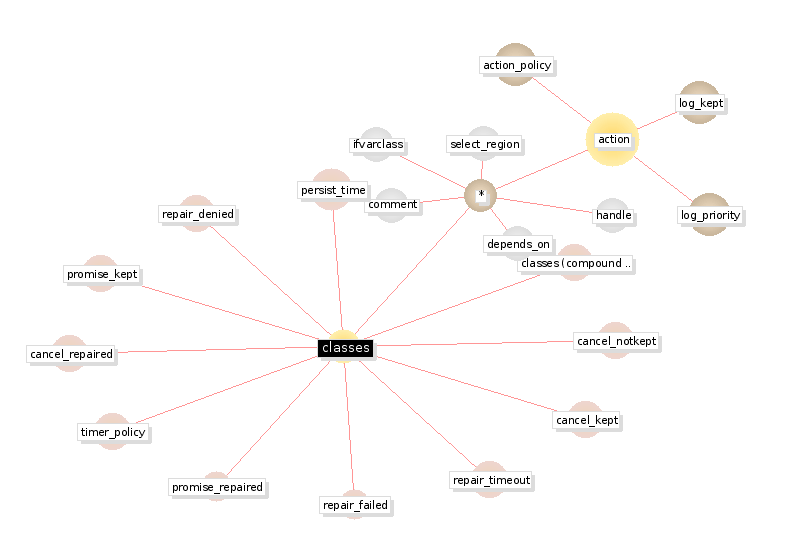 action_policy
log_kept
action
ifvarclass
select_region
persist_time
*
comment
repair_denied
handle
log_priority
depends_on
classes (compound ..
promise_kept
cancel_notkept
classes
cancel_repaired
cancel_kept
timer_policy
repair_timeout
promise_repaired
repair_failed